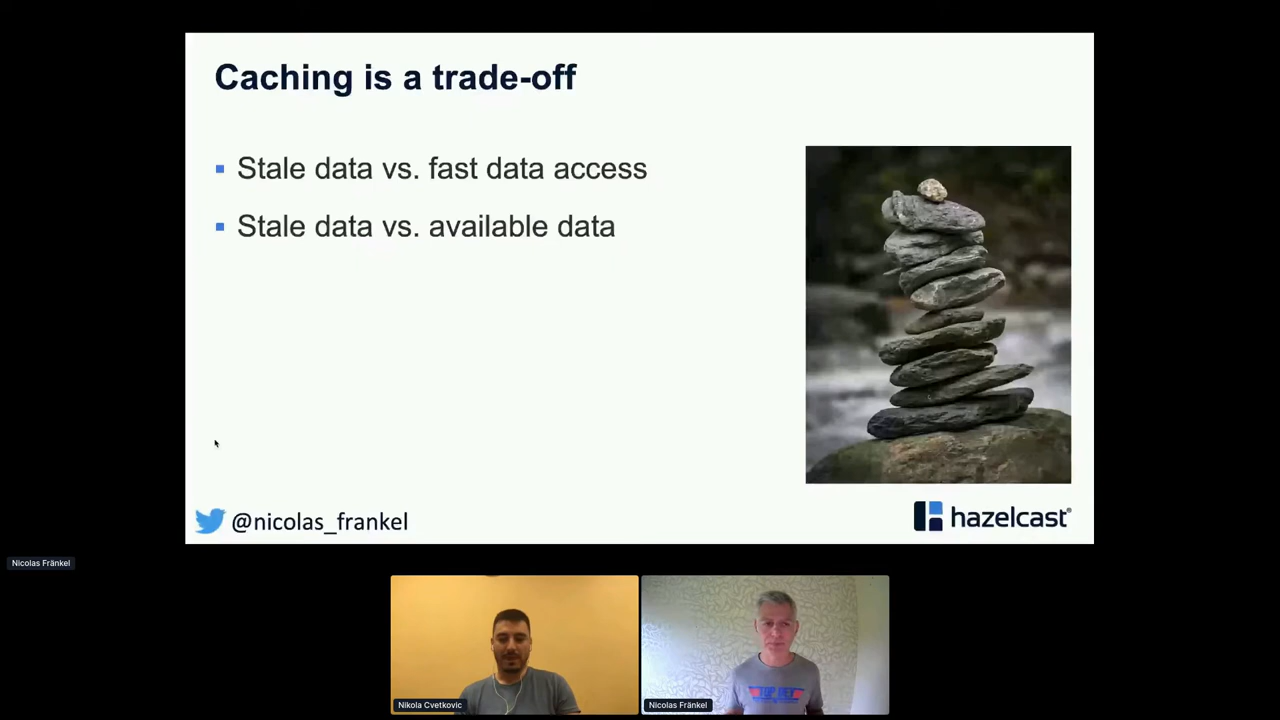 Caching is a trade-off
Stale data vs. fast data access
Stale data vs. available data
@nicolas_frankel
hazelcast
Nicolas Fränkel
Nikola Cvetkovic
Nicolas Fränkel